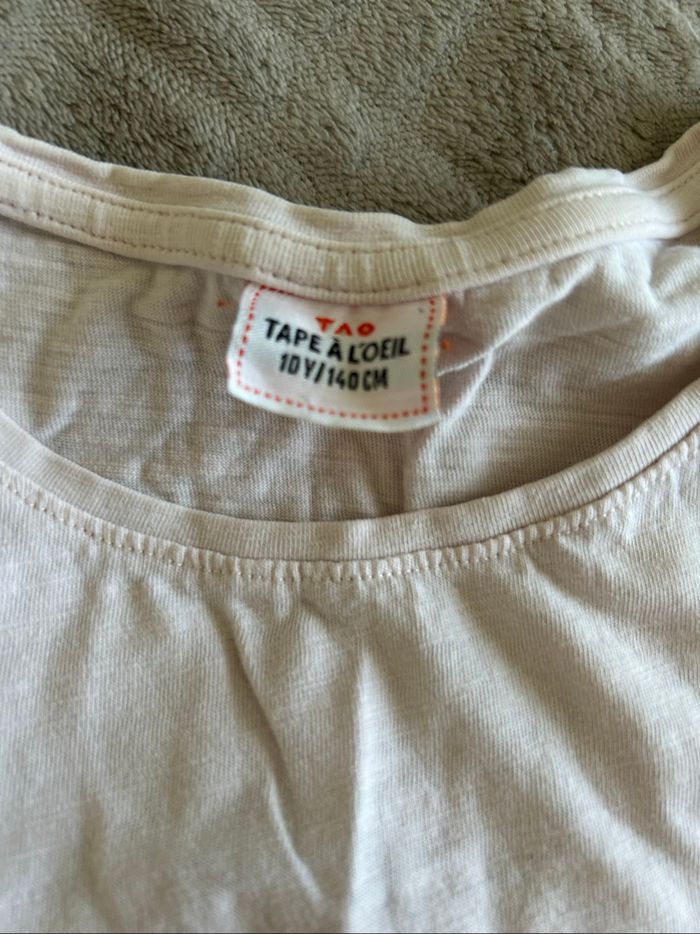 TAO
TAPE À L'OEIL
10Y/140CM